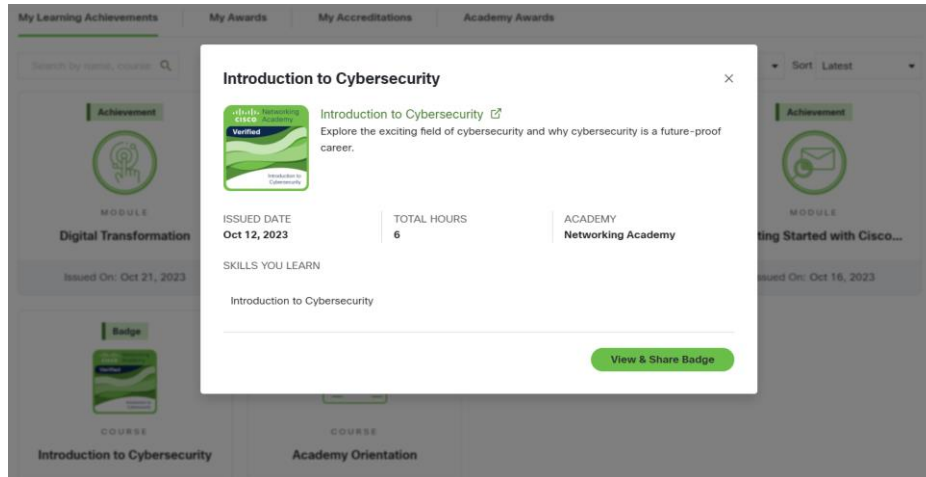 My Learning Achievements
My Awards
My Accreditations
Academy Awards
Search by name, course
Sort Latest
Introduction to Cybersecurity
Networking
CISCO Academy
Verified
Introduction to
Cybersecurity
Introduction to Cybersecurity
Explore the exciting field of cybersecurity and why cybersecurity is a future-proof
career.
ISSUED DATE
Oct 12, 2023
TOTAL HOURS
6
ACADEMY
Networking Academy
SKILLS YOU LEARN
Introduction to Cybersecurity
View & Share Badge
Achievement
MODULE
Digital Transformation
Issued On: Oct 21, 2023
Achievement
MODULE
ting Started with Cisco...
ssued On: Oct 16, 2023
Badge
Verified
COURSE
Introduction to Cybersecurity
COURSE
Academy Orientation